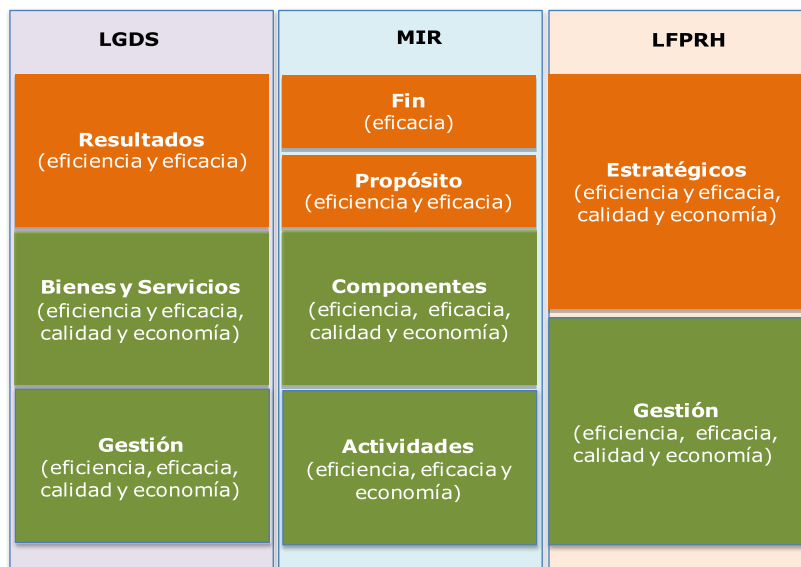 LGDS
Resultados
(eficiencia y eficacia)
Bienes y Servicios
(eficiencia y eficacia,
calidad y economía)
Gestión
(eficiencia, eficacia,
calidad y economía)
MIR
Fin
(eficacia)
Propósito
(eficiencia y eficacia)
Componentes
(eficiencia, eficacia,
calidad y economía)
Actividades
(eficiencia, eficacia y
economía)
LFPRH
Estratégicos
(eficiencia y eficacia,
calidad y economía)
Gestión
(eficiencia, eficacia,
calidad y economía)